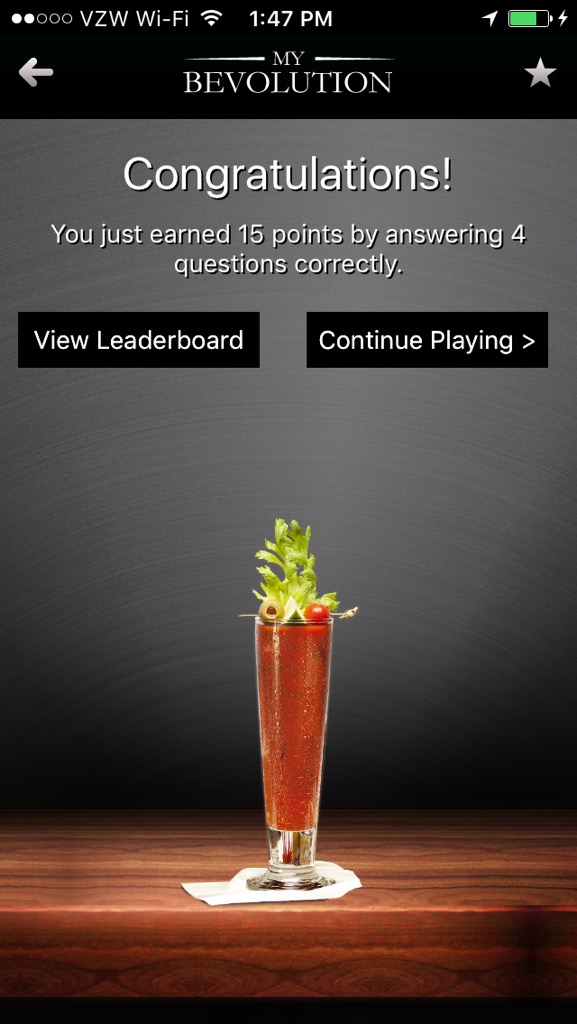 VZW Wi-Fi 1:47 PM
MY
BEVOLUTION
Congratulations!
You just earned 15 points by answering 4
questions correctly.
View Leaderboard
Continue Playing >